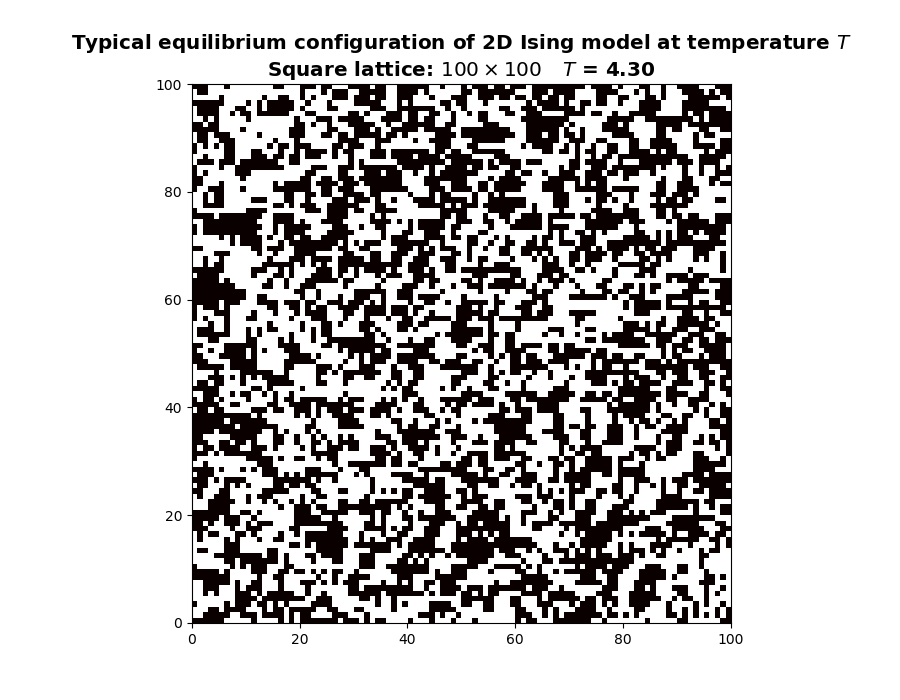 Typical equilibrium configuration of 2D Ising model at temperature T
Square lattice: 100 × 100 T = 4.30
100
80
60
40
20
0
0 20 40 60 80 100